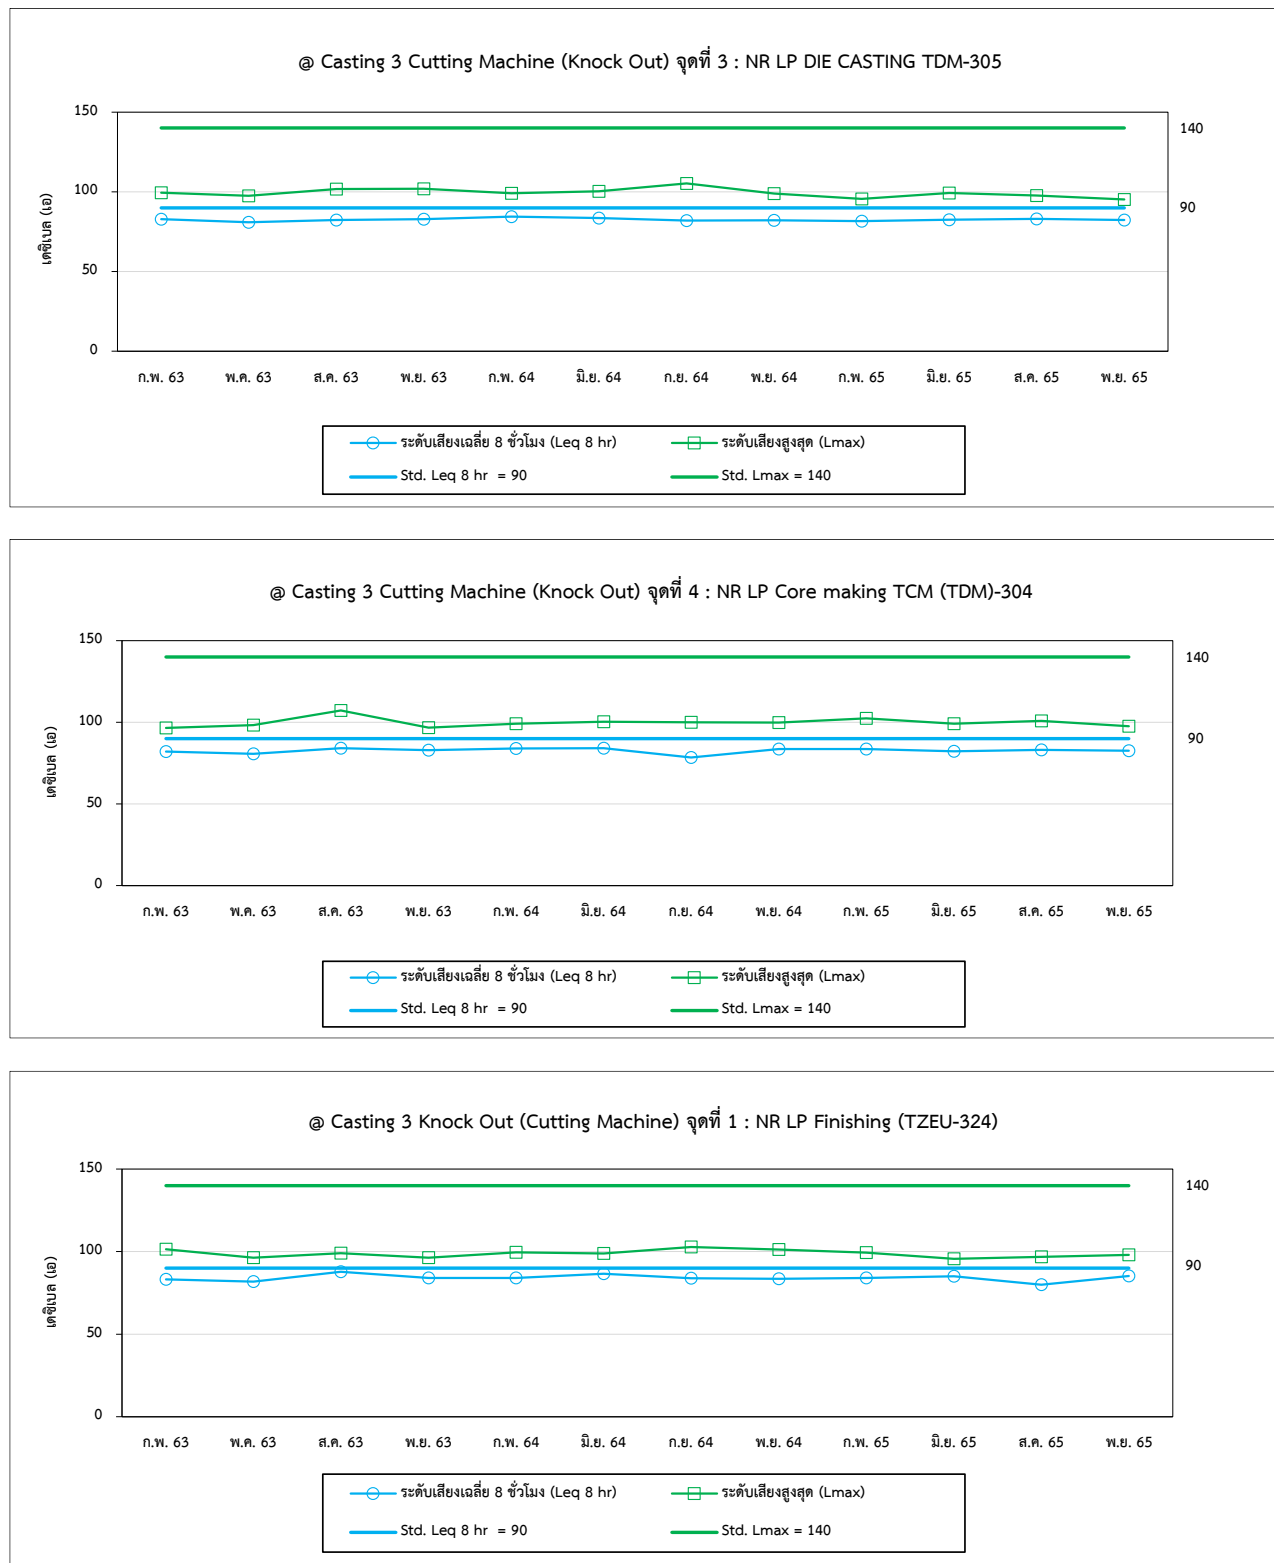 @ Casting 3 Cutting Machine (Knock Out) จุดที่ 3 : NR LP DIE CASTING TDM-305
150
140
100
90
เดซิเบล (เอ)
50
0
ก.พ. 63 พ.ค. 63 ส.ค. 63 พ.ย. 63 ก.พ. 64 มิ.ย. 64 ก.ย. 64 พ.ย. 64 ก.พ. 65 มิ.ย. 65 ส.ค. 65 พ.ย. 65
ระดับเสียงเฉลี่ย 8 ชั่วโมง (Leq 8 hr) ระดับเสียงสูงสุด (Lmax)
Std. Leq 8 hr = 90 Std. Lmax = 140
@ Casting 3 Cutting Machine (Knock Out) จุดที่ 4 : NR LP Core making TCM (TDM)-304
150
140
100
90
เดซิเบล (เอ)
50
0
ก.พ. 63 พ.ค. 63 ส.ค. 63 พ.ย. 63 ก.พ. 64 มิ.ย. 64 ก.ย. 64 พ.ย. 64 ก.พ. 65 มิ.ย. 65 ส.ค. 65 พ.ย. 65
ระดับเสียงเฉลี่ย 8 ชั่วโมง (Leq 8 hr) ระดับเสียงสูงสุด (Lmax)
Std. Leq 8 hr = 90 Std. Lmax = 140
@ Casting 3 Knock Out (Cutting Machine) จุดที่ 1 : NR LP Finishing (TZEU-324)
150
140
100
90
เดซิเบล (เอ)
50
0
ก.พ. 63 พ.ค. 63 ส.ค. 63 พ.ย. 63 ก.พ. 64 มิ.ย. 64 ก.ย. 64 พ.ย. 64 ก.พ. 65 มิ.ย. 65 ส.ค. 65 พ.ย. 65
ระดับเสียงเฉลี่ย 8 ชั่วโมง (Leq 8 hr) ระดับเสียงสูงสุด (Lmax)
Std. Leq 8 hr = 90 Std. Lmax = 140